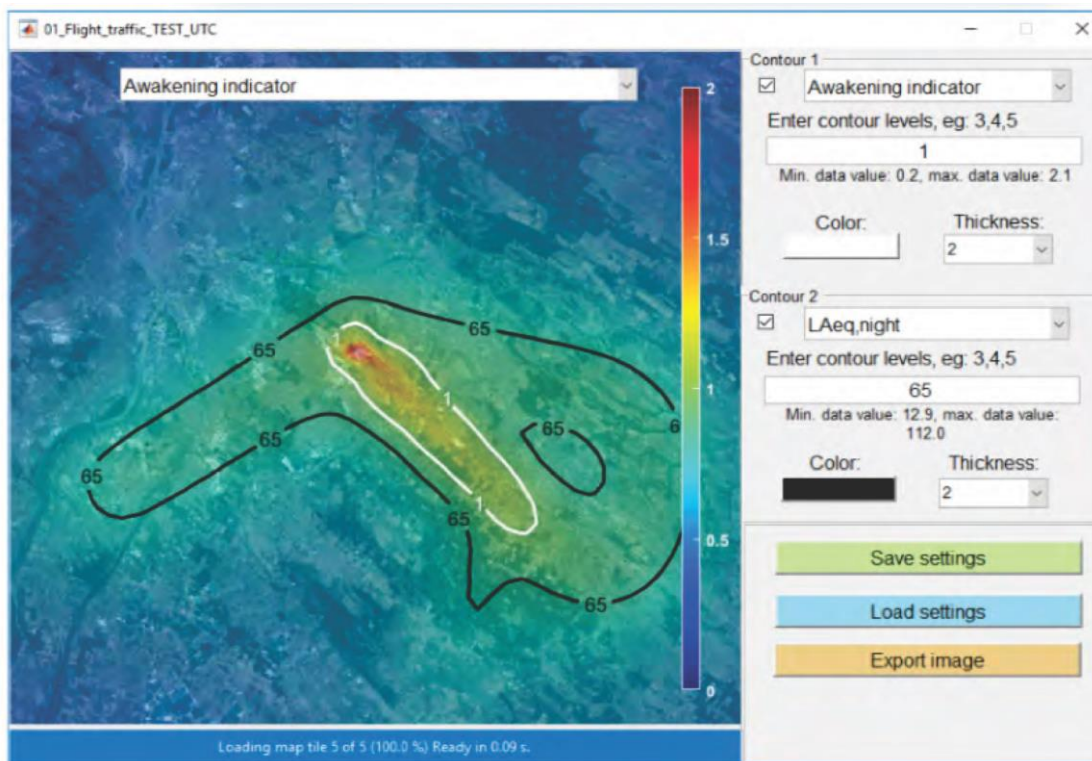 01_Flight_traffic_TEST_UTC
Awakening indicator
2
1.5
1
0.5
0
65
65
65
65
65
65
65
6
1
1
1
Contour 1
Awakening indicator
Enter contour levels, eg: 3,4,5
1
Min. data value: 0.2, max. data value: 2.1
Color:
Thickness:
2
Contour 2
LAeq,night
Enter contour levels, eg: 3,4,5
65
Min. data value: 12.9, max. data value:
112.0
Color:
Thickness:
2
Save settings
Load settings
Export image
Loading map tile 5 of 5 (100.0 %) Ready in 0.09 s.